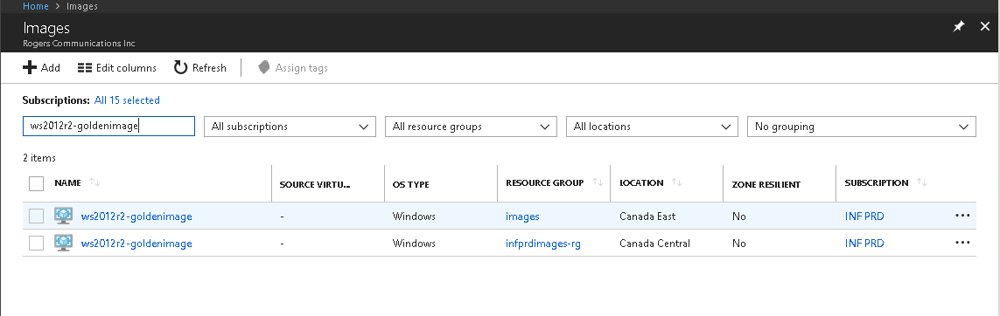 Home > Images
Images
Rogers Communications Inc
Add Edit columns Refresh Assign tags
Subscriptions: All 15 selected
ws2012r2-goldenimage All subscriptions All resource groups All locations No grouping
2 items
NAME SOURCE VIRTU... OS TYPE RESOURCE GROUP LOCATION ZONE RESILIENT SUBSCRIPTION
ws2012r2-goldenimage - Windows images Canada East No INF PRD
ws2012r2-goldenimage - Windows infprdimages-rg Canada Central No INF PRD